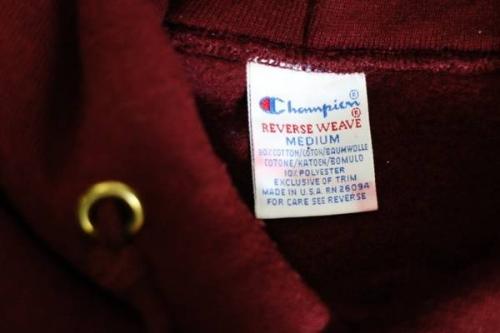 Champion®
REVERSE WEAVE®
MEDIUM
90% COTTON/COTON/BAUMWOLLE
COTONE/KATOEN/BOMULD
10% POLYESTER
EXCLUSIVE OF TRIM
MADE IN U.S.A. RN 26094
FOR CARE SEE REVERSE